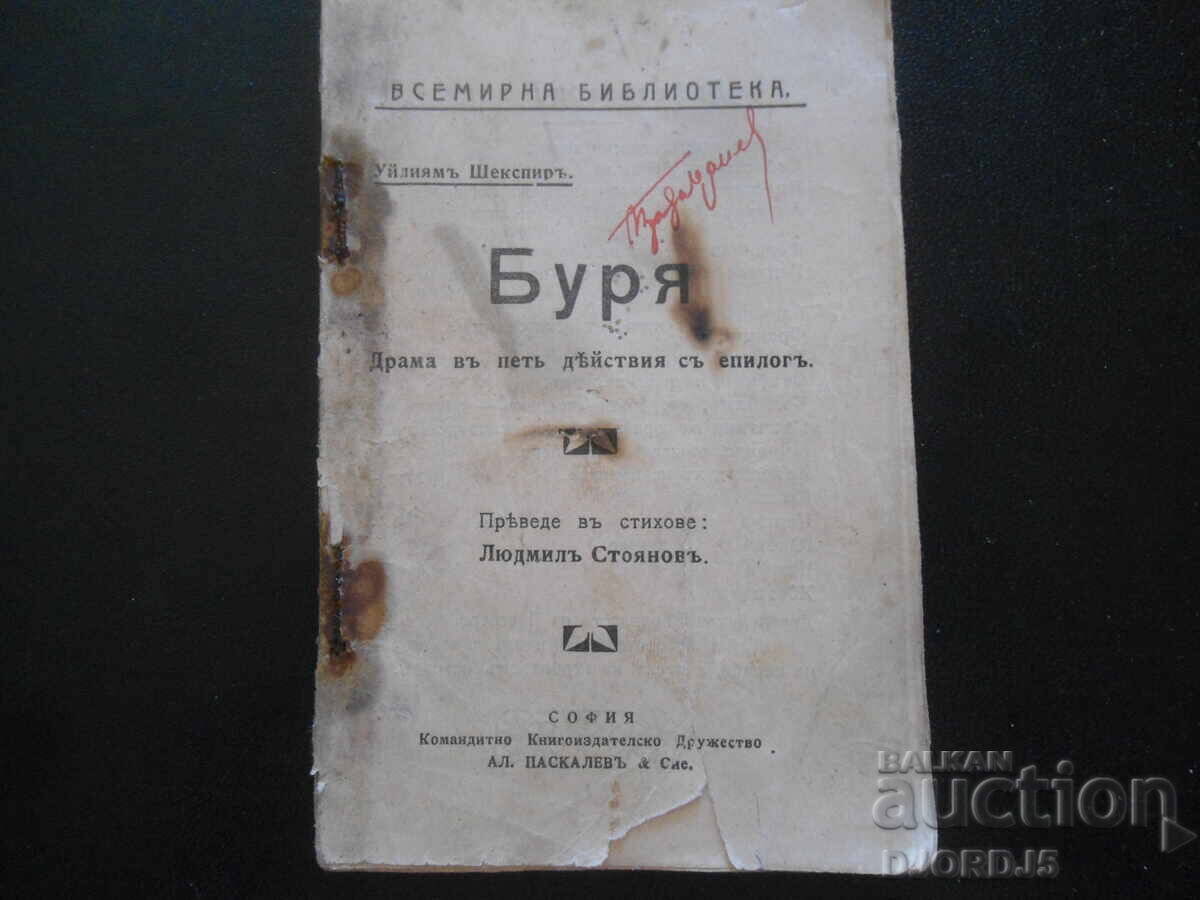 ВСЕМИРНА БИБЛИОТЕКА.
Уйлиямъ Шекспиръ.
Буря
Драма въ петь дѣйствия съ епилогъ.
Прѣведе въ стихове:
Людмилъ Стояновъ.
СОФИЯ
Командитно Книгоиздателско Дружество
АЛ. ПАСКАЛЕВЪ & Сие.
BALKAN
auction
DJORDJ5